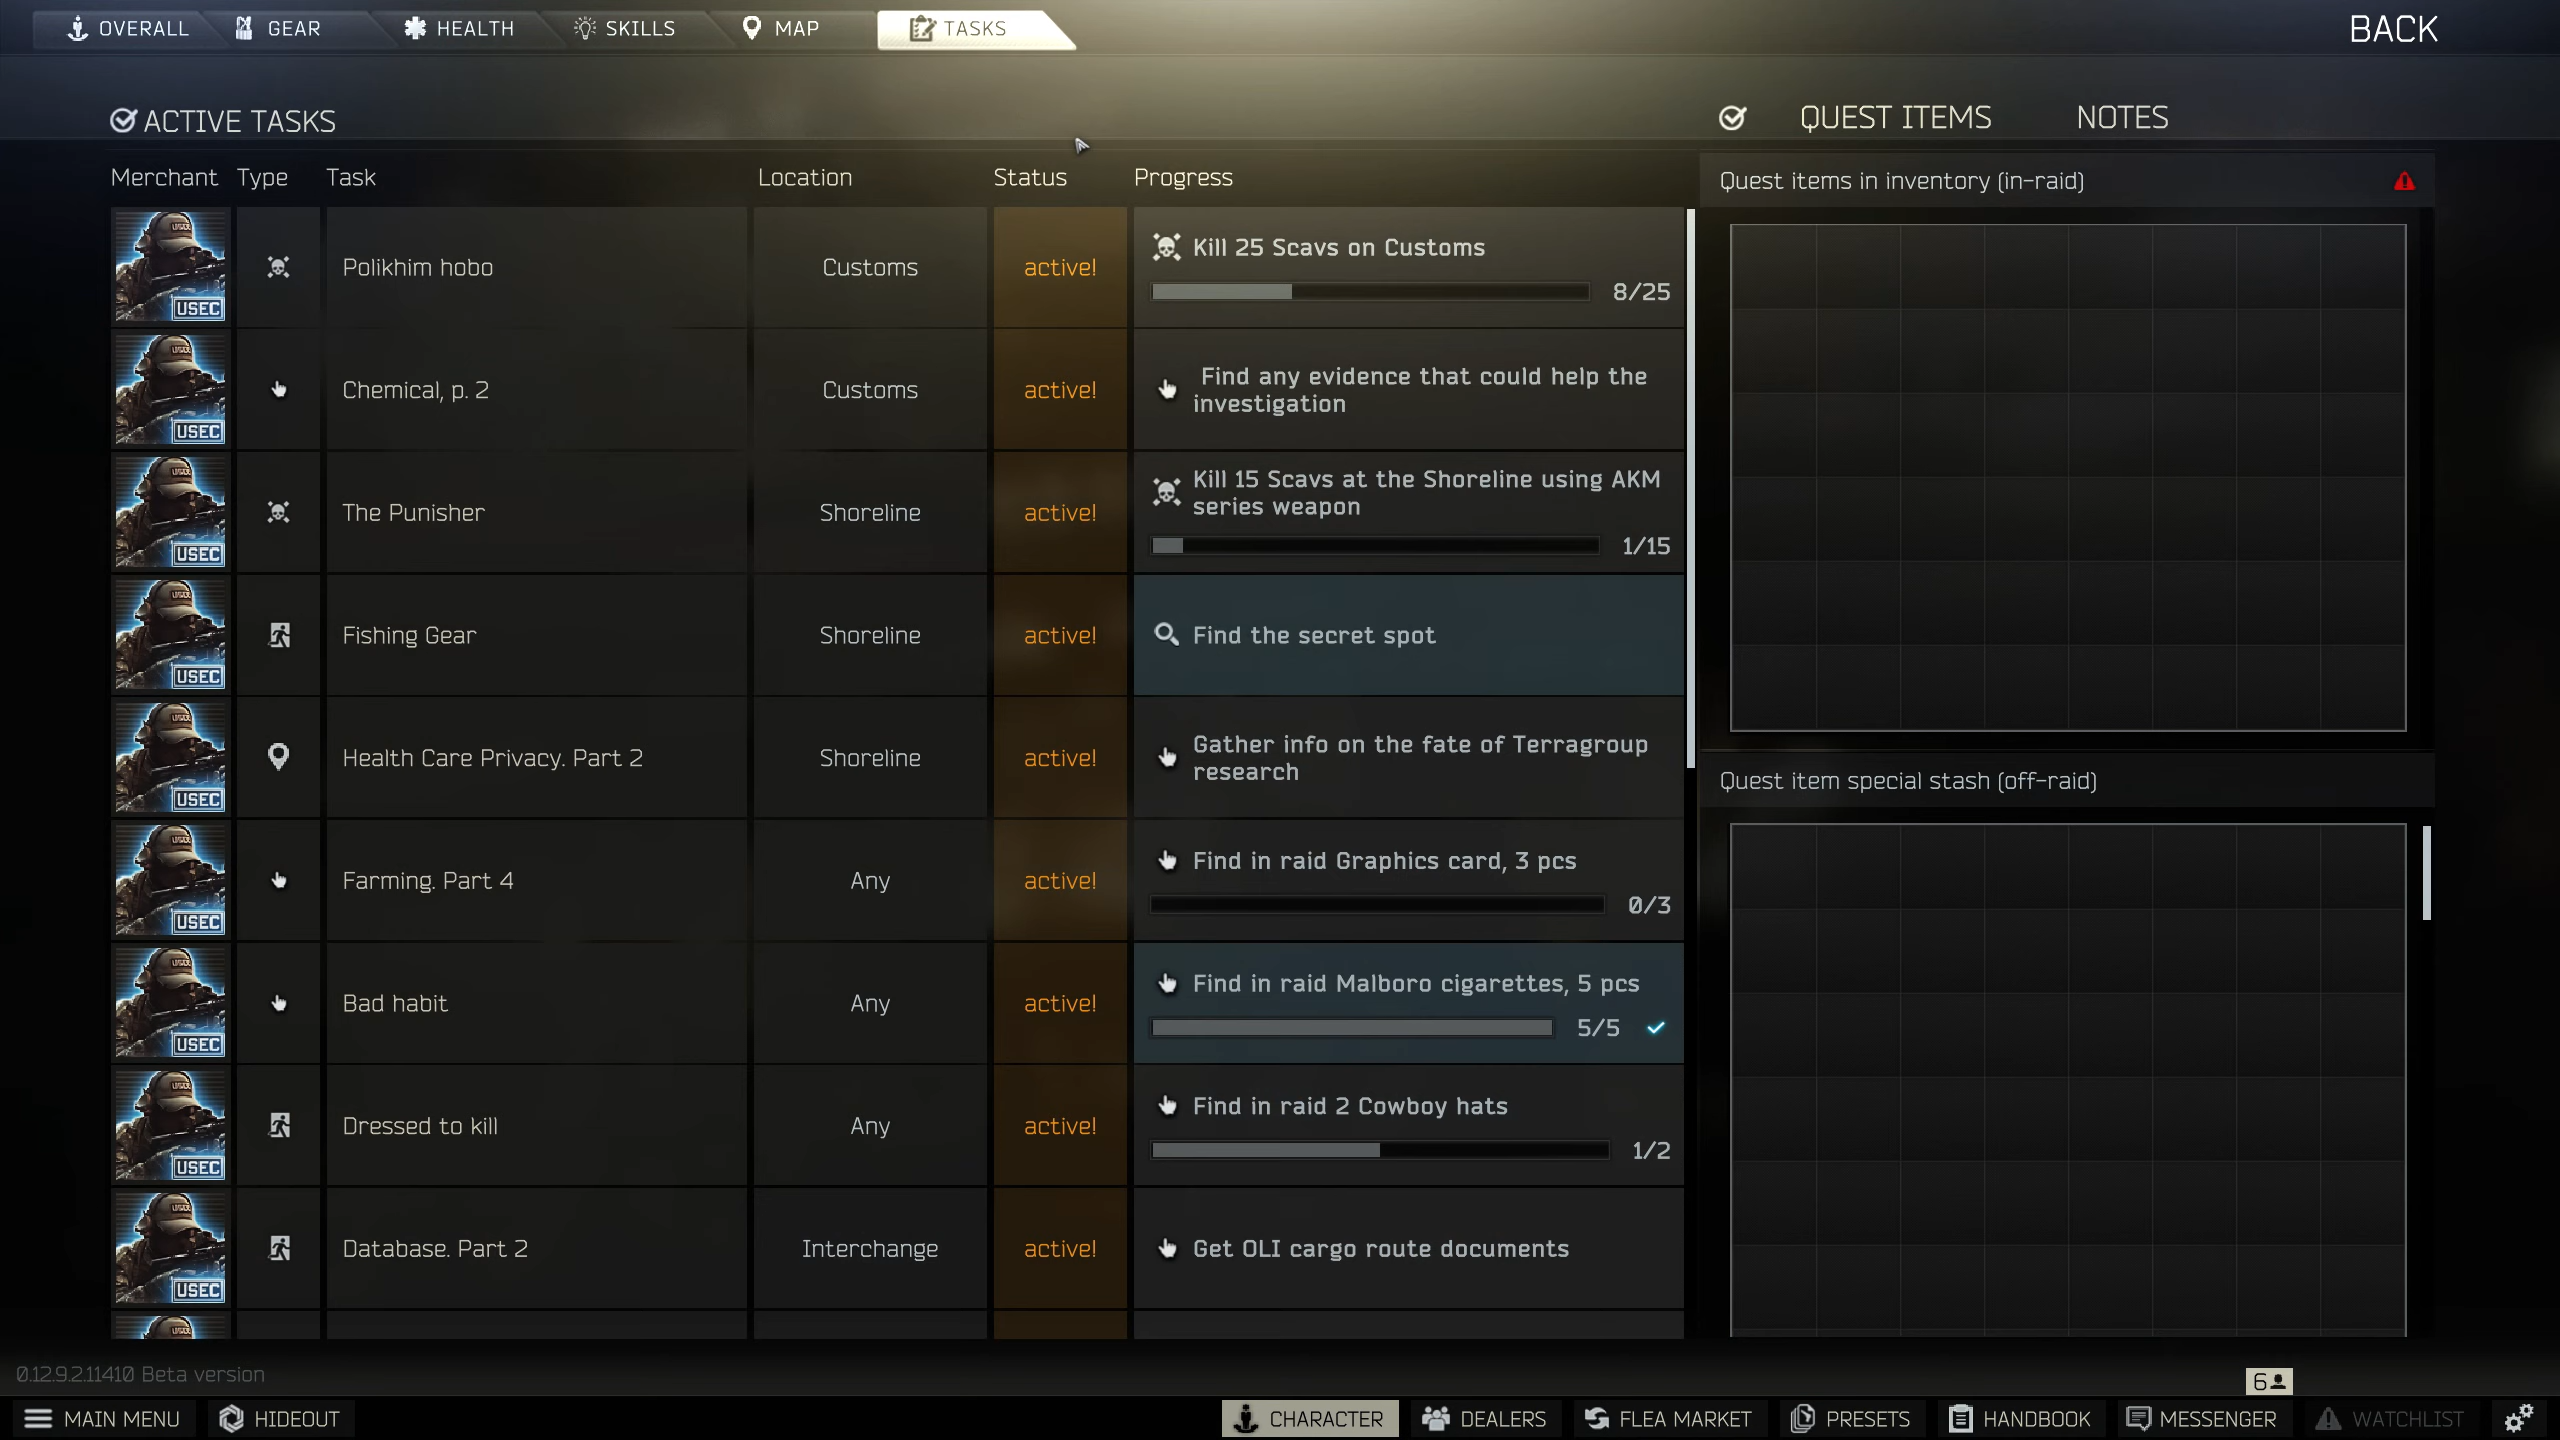 OVERALL
GEAR
HEALTH
SKILLS
MAP
TASKS
BACK
ACTIVE TASKS
QUEST ITEMS
NOTES
Merchant
Type
Task
Location
Status
Progress
Quest items in inventory (in-raid)
USEC
Polikhim hobo
Customs
active!
Kill 25 Scavs on Customs
8/25
USEC
Chemical, p. 2
Customs
active!
Find any evidence that could help the
investigation
USEC
The Punisher
Shoreline
active!
Kill 15 Scavs at the Shoreline using AKM
series weapon
1/15
USEC
Fishing Gear
Shoreline
active!
Find the secret spot
USEC
Health Care Privacy. Part 2
Shoreline
active!
Gather info on the fate of Terragroup
research
Quest item special stash (off-raid)
USEC
Farming. Part 4
Any
active!
Find in raid Graphics card, 3 pcs
0/3
USEC
Bad habit
Any
active!
Find in raid Malboro cigarettes, 5 pcs
5/5
USEC
Dressed to kill
Any
active!
Find in raid 2 Cowboy hats
1/2
USEC
Database. Part 2
Interchange
active!
Get OLI cargo route documents
0.12.9.2.11410 Beta version
6
MAIN MENU
HIDEOUT
CHARACTER
DEALERS
FLEA MARKET
PRESETS
HANDBOOK
MESSENGER
WATCHLIST